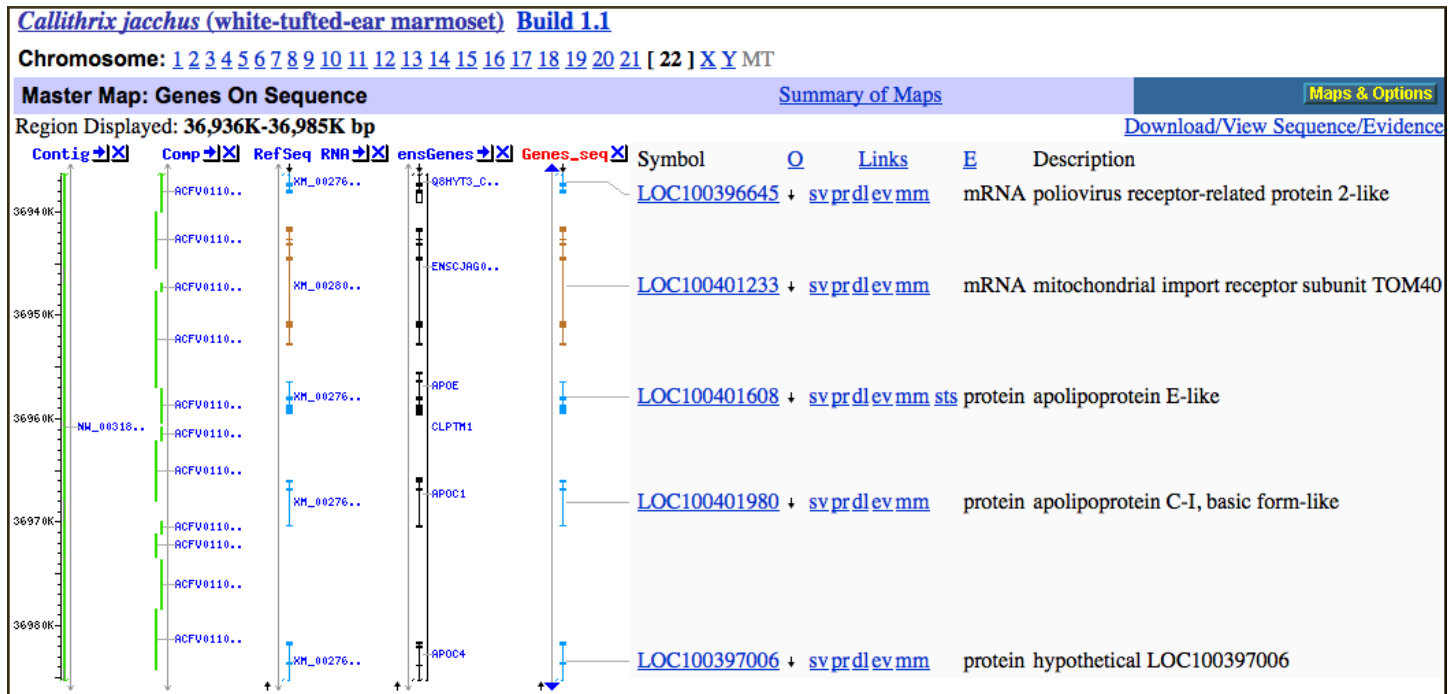 Callithrix jacchus (white-tufted-ear marmoset) Build 1.1
Chromosome: 1 2 3 4 5 6 7 8 9 10 11 12 13 14 15 16 17 18 19 20 21 [ 22 ] X Y MT
Master Map: Genes On Sequence Summary of Maps Maps & Options
Region Displayed: 36,936K-36,985K bp Download/View Sequence/Evidence
Contig Comp RefSeq RNA ensGenes Genes_seq Symbol O Links E Description
ACFV0110.. XM_00276.. Q8HYT3_C.. LOC100396645 sv pr dl ev mm mRNA poliovirus receptor-related protein 2-like
36940K
ACFV0110..
ENSCJAG0..
ACFV0110.. XM_00280.. LOC100401233 sv pr dl ev mm mRNA mitochondrial import receptor subunit TOM40
36950K
ACFV0110..
APOE
ACFV0110.. XM_00276.. LOC100401608 sv pr dl ev mm sts protein apolipoprotein E-like
36960K
NW_00318.. CLPTM1
ACFV0110..
ACFV0110..
APOC1
XM_00276.. LOC100401980 sv pr dl ev mm protein apolipoprotein C-I, basic form-like
36970K
ACFV0110..
ACFV0110..
ACFV0110..
36980K
ACFV0110..
APOC4
XM_00276.. LOC100397006 sv pr dl ev mm protein hypothetical LOC100397006